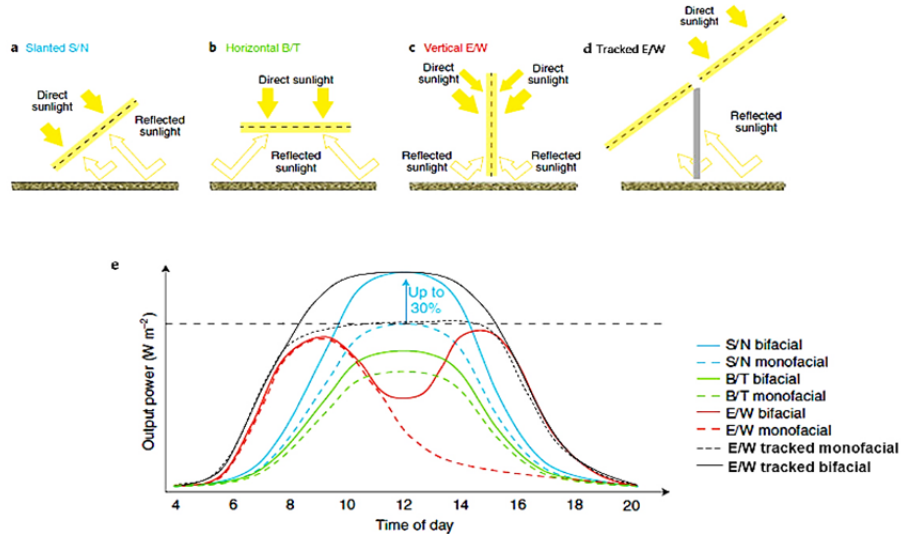 a Slanted S/N
Direct
sunlight
Reflected
sunlight
b Horizontal B/T
Direct sunlight
Reflected
sunlight
c Vertical E/W
Direct
sunlight
Direct
sunlight
Reflected
sunlight
Reflected
sunlight
d Tracked E/W
Direct
sunlight
Reflected
sunlight
e
Output power (W m⁻²)
Up to
30%
4 6 8 10 12 14 16 18 20
Time of day
S/N bifacial
S/N monofacial
B/T bifacial
B/T monofacial
E/W bifacial
E/W monofacial
E/W tracked monofacial
E/W tracked bifacial